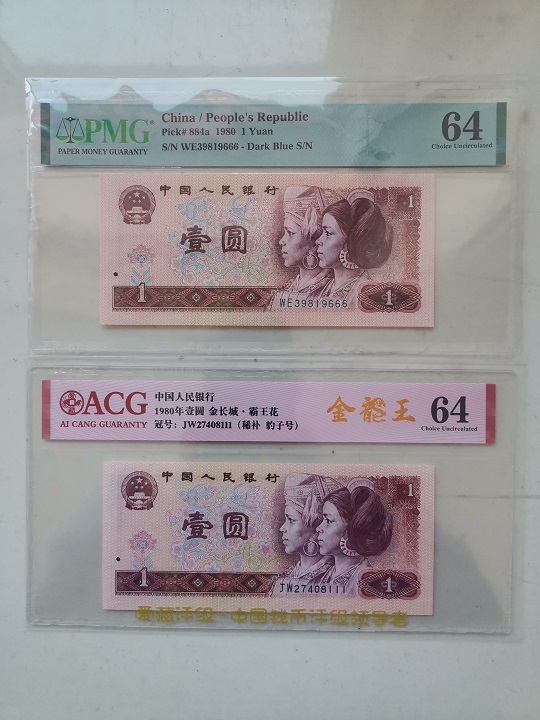 PMG
PAPER MONEY GUARANTY
China / People's Republic
Pick# 884a 1980 1 Yuan
S/N WE39819666 - Dark Blue S/N
64
Choice Uncirculated
中国人民银行
1
壹圆
WE39819666
1
1
ACG
AI CANG GUARANTY
中国人民银行
1980年壹圆 金长城·霸王花
冠号：JW27408111（稀补 豹子号）
金龍王
64
Choice Uncirculated
中国人民银行
1
壹圆
JW27408111
1
1
爱藏评级 中国钱币评级领导者